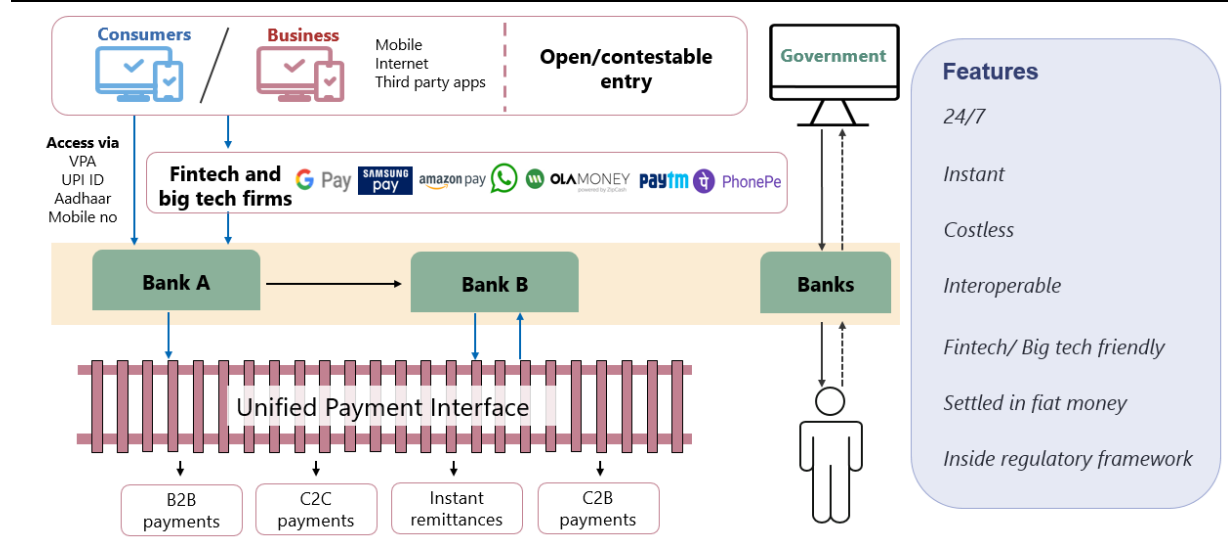 Consumers
Business
Mobile
Internet
Third party apps
Open/contestable
entry
Government
Access via
VPA
UPI ID
Aadhaar
Mobile no
Fintech and
big tech firms
G Pay
SAMSUNG
pay
amazon pay
OLAMONEY
powered by ZipCash
paytm
पे PhonePe
Bank A
Bank B
Banks
Unified Payment Interface
B2B
payments
C2C
payments
Instant
remittances
C2B
payments
Features
24/7
Instant
Costless
Interoperable
Fintech/ Big tech friendly
Settled in fiat money
Inside regulatory framework